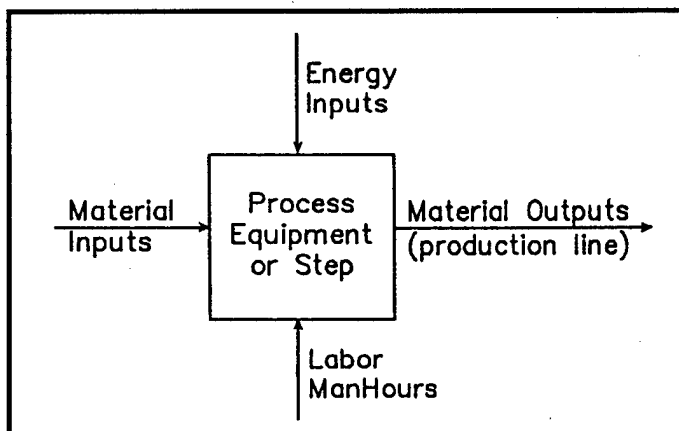 Energy
Inputs
Material
Inputs
Process
Equipment
or Step
Material Outputs
(production line)
Labor
ManHours